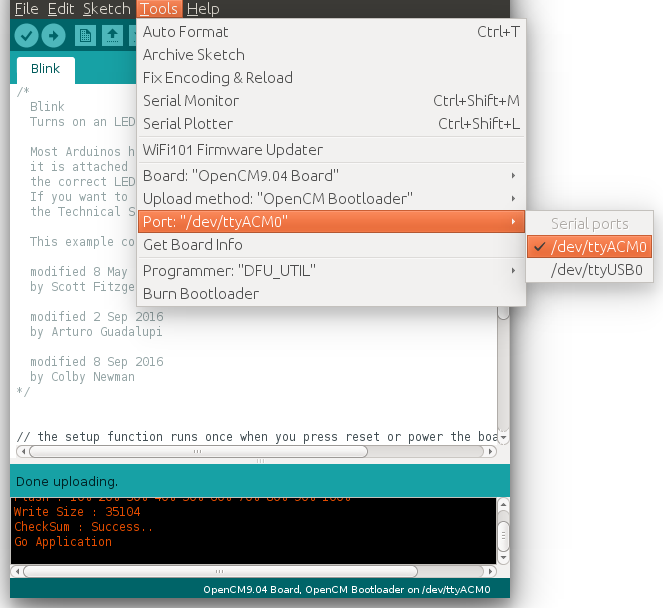 File Edit Sketch Tools Help
Auto Format Ctrl+T
Archive Sketch
Fix Encoding & Reload
Serial Monitor Ctrl+Shift+M
Serial Plotter Ctrl+Shift+L
WiFi101 Firmware Updater
Board: "OpenCM9.04 Board"
Upload method: "OpenCM Bootloader"
Port: "/dev/ttyACM0"
Get Board Info
Programmer: "DFU_UTIL"
Burn Bootloader
Serial ports
/dev/ttyACM0
/dev/ttyUSB0
Blink
/*
Blink
Turns on an LED
Most Arduinos h
it is attached
the correct LED
If you want to
the Technical S
This example co
modified 8 May
by Scott Fitzge
modified 2 Sep 2016
by Arturo Guadalupi
modified 8 Sep 2016
by Colby Newman
*/
// the setup function runs once when you press reset or power the boa
Done uploading.
Write Size : 35104
CheckSum : Success..
Go Application
OpenCM9.04 Board, OpenCM Bootloader on /dev/ttyACM0